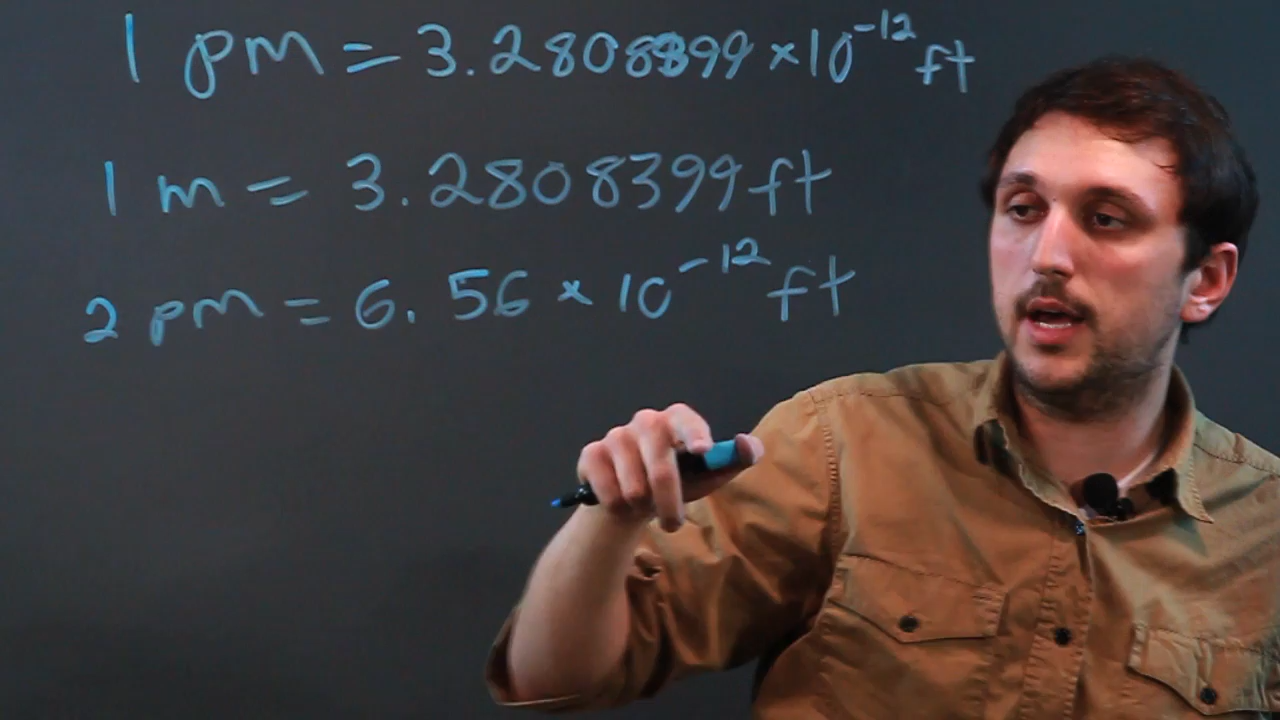 1 pm = 3.2808399 × 10⁻¹² ft
1 m = 3.2808399 ft
2 pm = 6.56 × 10⁻¹² ft